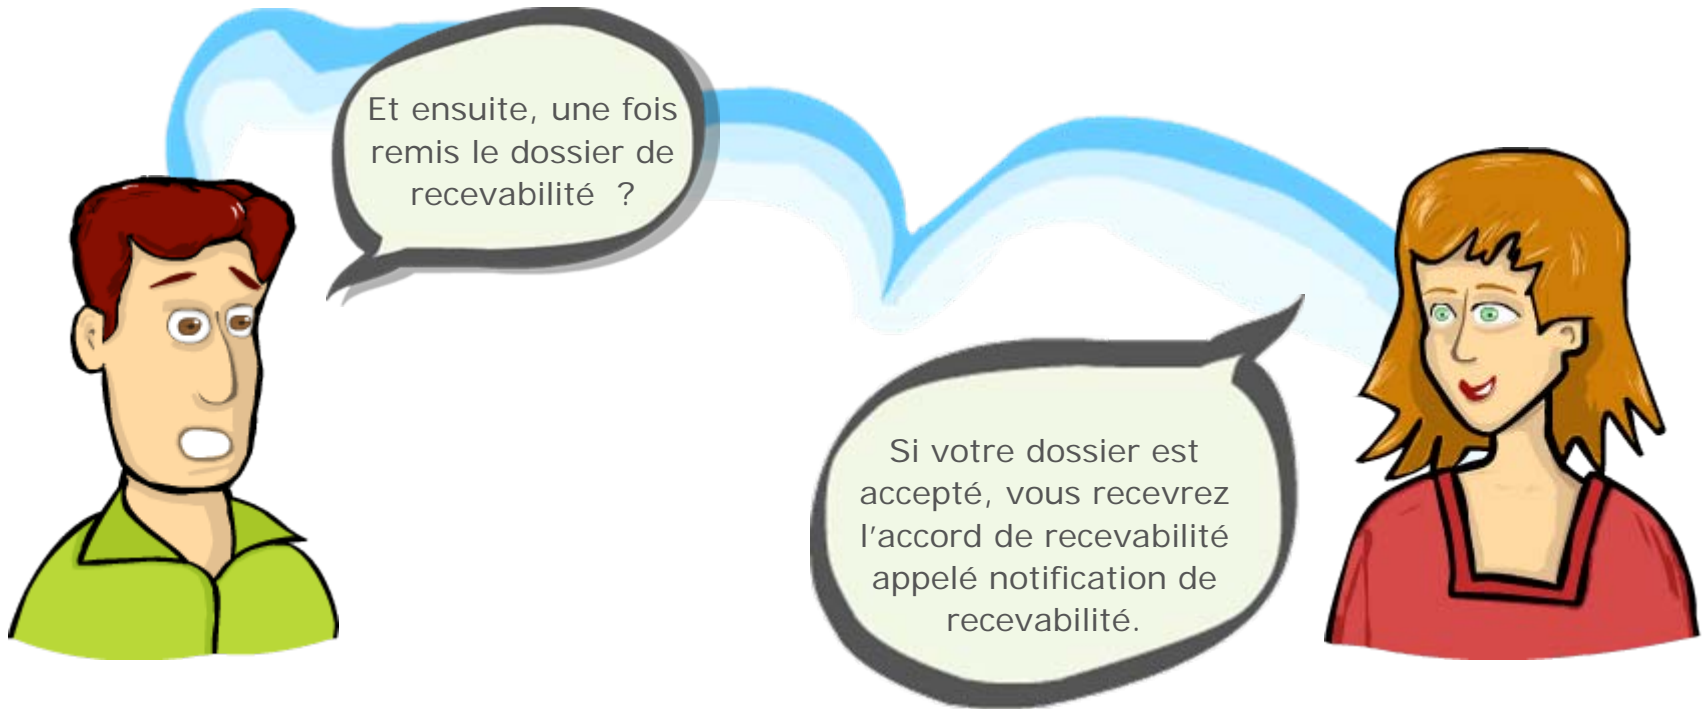 Et ensuite, une fois
remis le dossier de
recevabilité ?
Si votre dossier est
accepté, vous recevrez
l'accord de recevabilité
appelé notification de
recevabilité.